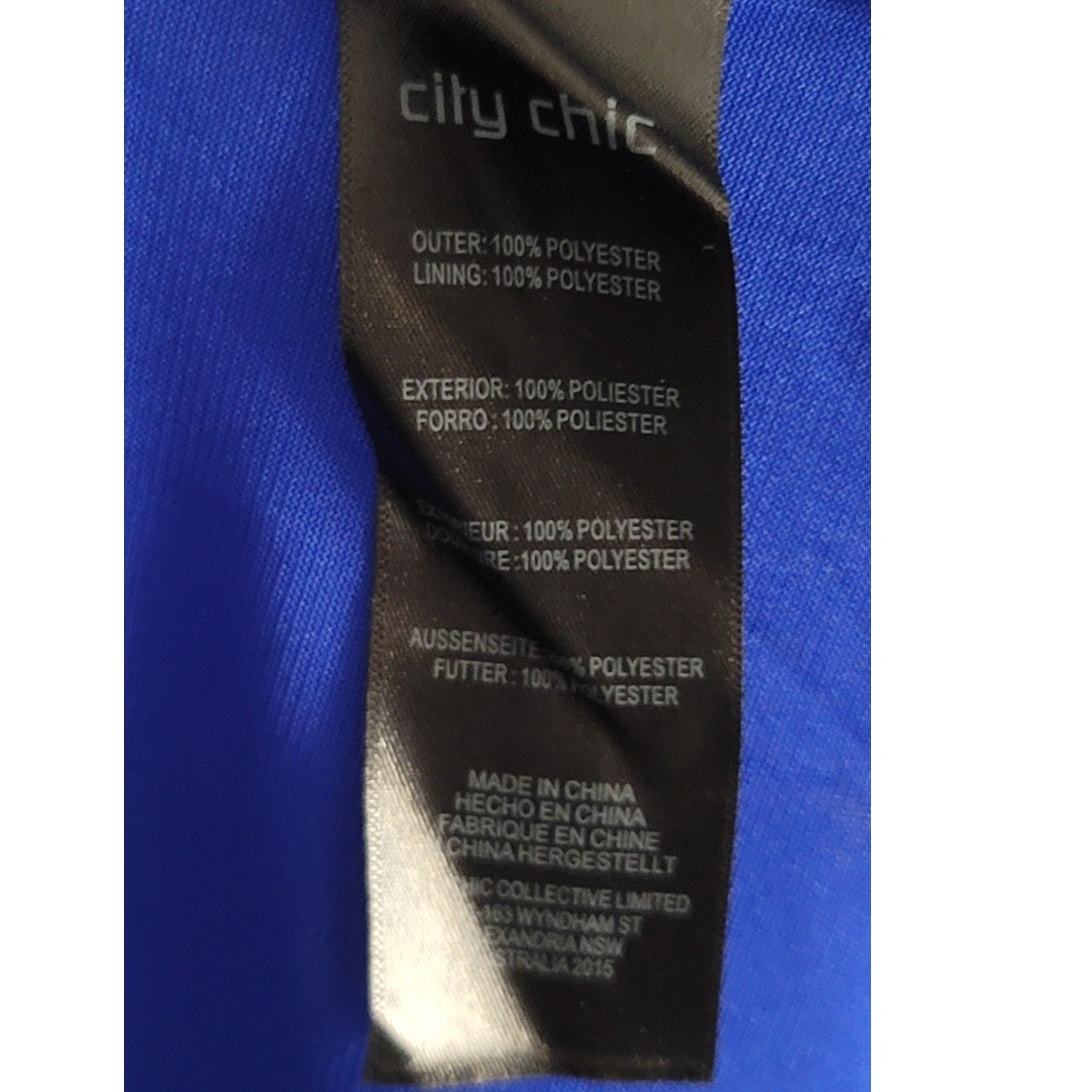 city chic
OUTER: 100% POLYESTER
LINING: 100% POLYESTER
EXTERIOR: 100% POLIESTER
FORRO : 100% POLIESTER
: 100% POLYESTER
: 100% POLYESTER
AUSSENSEITE POLYESTER
FUTTER : 100% POLYESTER
MADE IN CHINA
HECHO EN CHINA
FABRIQUE EN CHINE
CHINA HERGESTELLT
COLLECTIVE LIMITED
WYNDHAM ST
NSW
2015